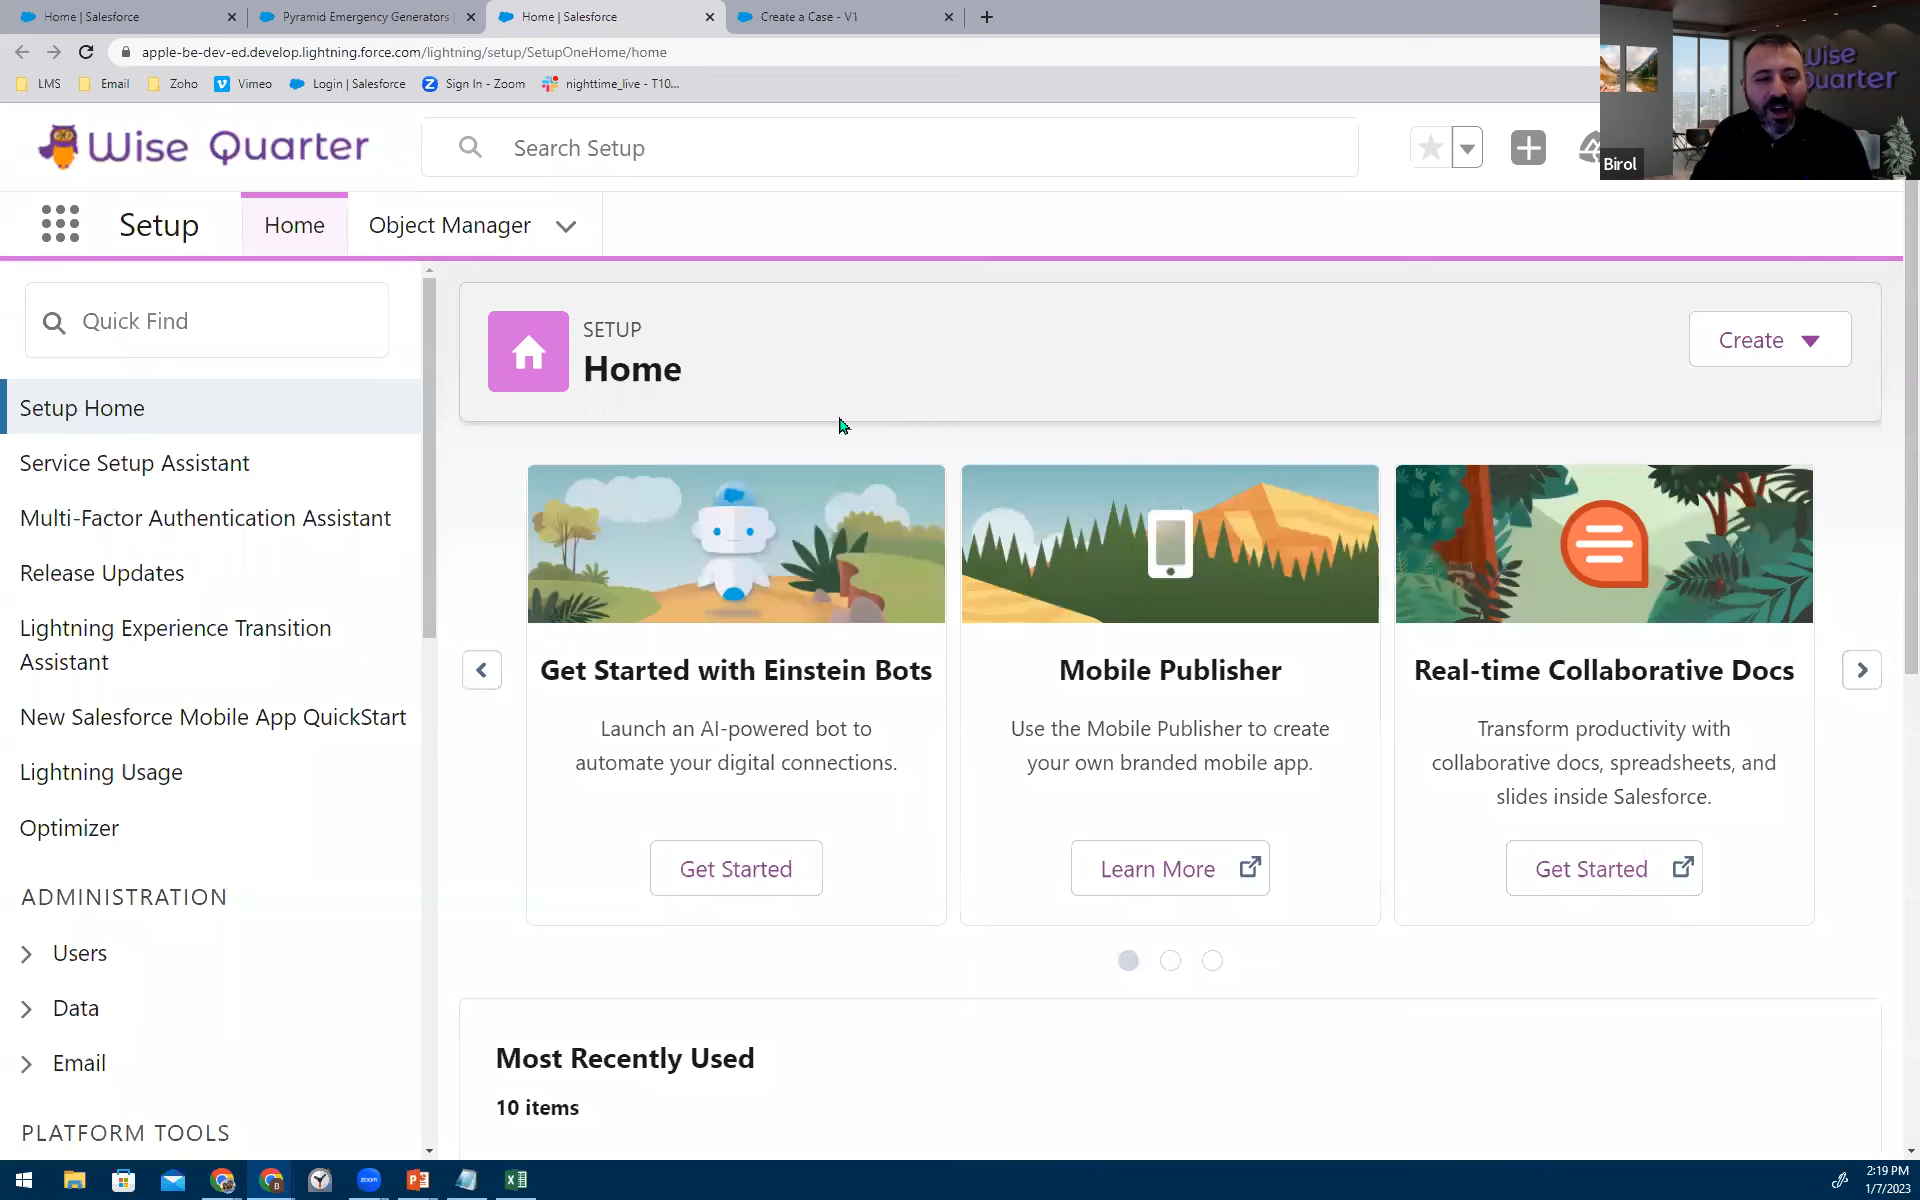 Home | Salesforce
Pyramid Emergency Generators |
Home | Salesforce
Create a Case - V1
apple-be-dev-ed.develop.lightning.force.com/lightning/setup/SetupOneHome/home
LMS
Email
Zoho
Vimeo
Login | Salesforce
Sign In - Zoom
nighttime_live - T10...
Wise Quarter
Search Setup
Wise
Quarter
Birol
Setup
Home
Object Manager
Quick Find
SETUP
Home
Create
Setup Home
Service Setup Assistant
Multi-Factor Authentication Assistant
Release Updates
Lightning Experience Transition
Assistant
New Salesforce Mobile App QuickStart
Lightning Usage
Optimizer
ADMINISTRATION
Users
Data
Email
PLATFORM TOOLS
Get Started with Einstein Bots
Launch an AI-powered bot to
automate your digital connections.
Get Started
Mobile Publisher
Use the Mobile Publisher to create
your own branded mobile app.
Learn More
Real-time Collaborative Docs
Transform productivity with
collaborative docs, spreadsheets, and
slides inside Salesforce.
Get Started
Most Recently Used
10 items
zoom
2:19 PM
1/7/2023